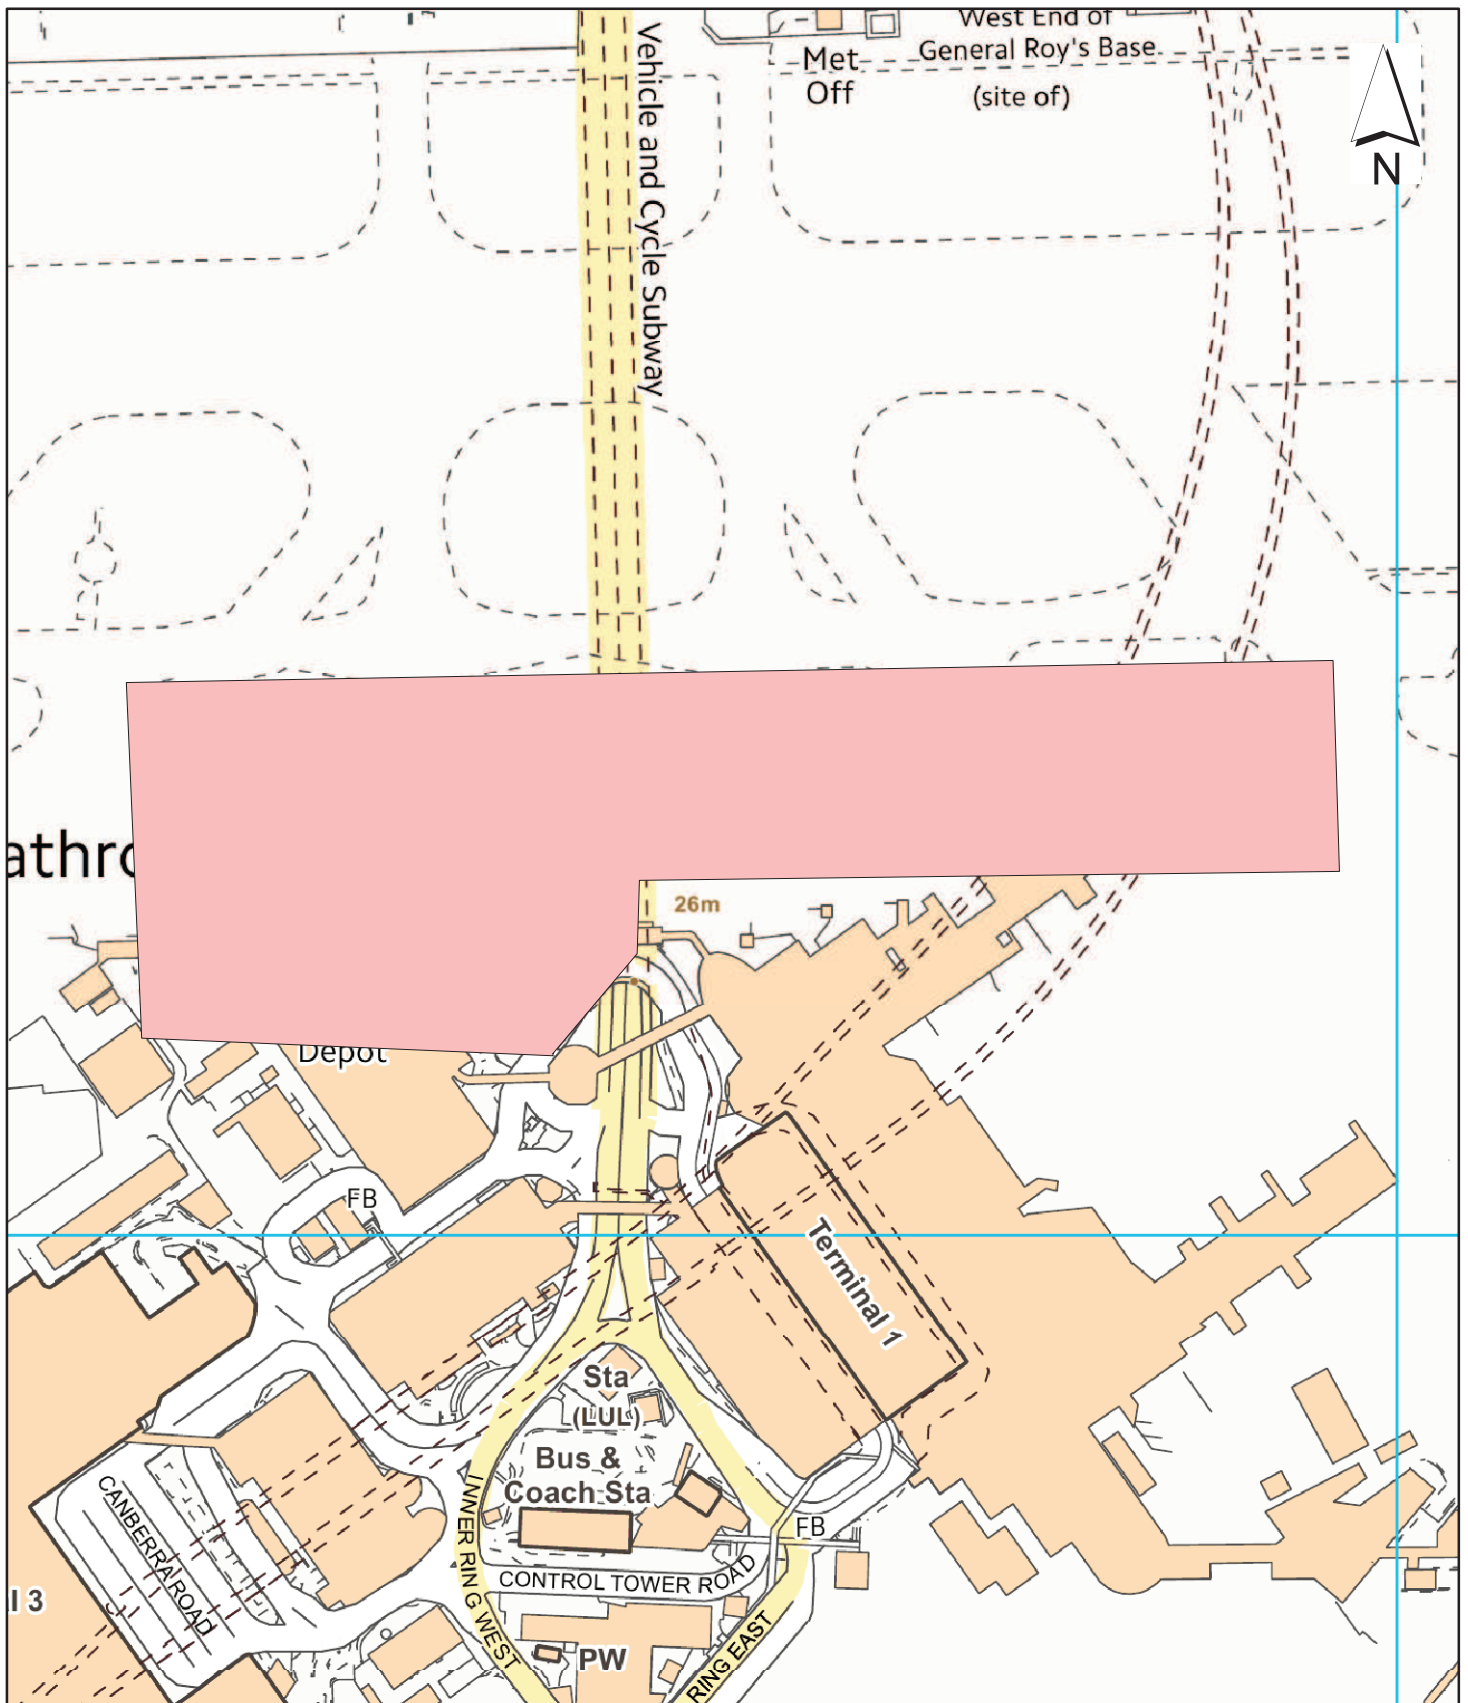 West End of
General Roy's Base
(site of)
Met
Off
N
Vehicle and Cycle Subway
athro
26m
Depot
FB
Terminal 1
Sta
(LUL)
Bus &
Coach Sta
INNER RING WEST
CANBERRA ROAD
FB
CONTROL TOWER ROAD
l 3
PW
RING EAST